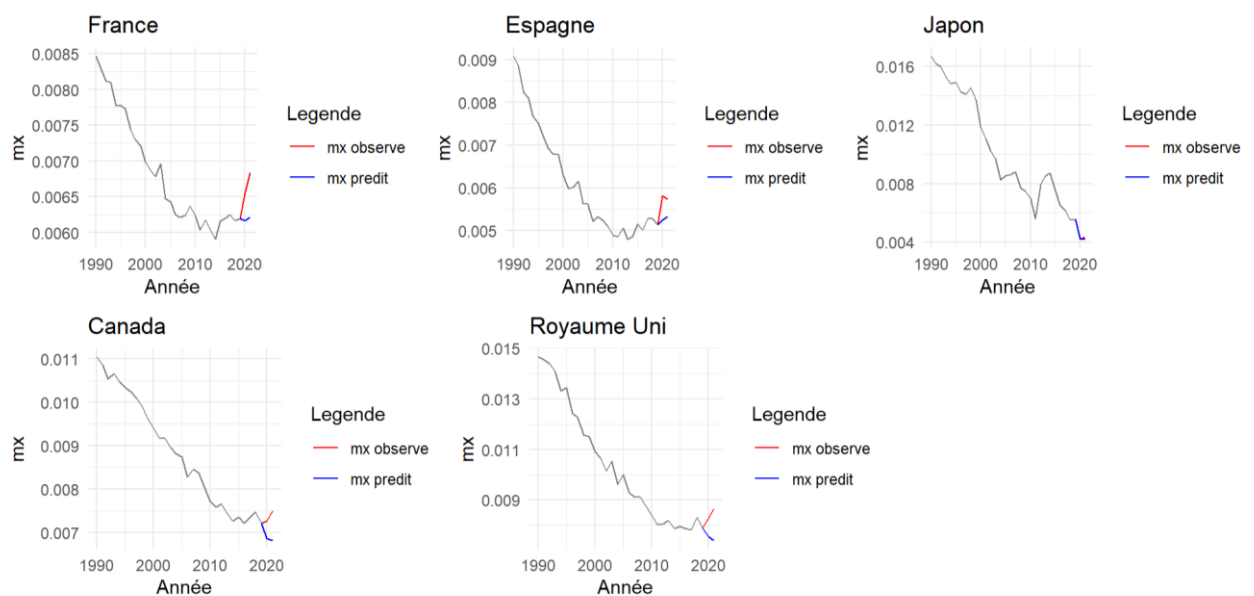 France
0.0085
0.0080
0.0075
0.0070
0.0065
0.0060
mx
1990 2000 2010 2020
Année
Legende
mx observe
mx predit
Espagne
0.009
0.008
0.007
0.006
0.005
mx
1990 2000 2010 2020
Année
Legende
mx observe
mx predit
Japon
0.016
0.012
0.008
0.004
mx
1990 2000 2010 2020
Année
Legende
mx observe
mx predit
Canada
0.011
0.010
0.009
0.008
0.007
mx
1990 2000 2010 2020
Année
Legende
mx observe
mx predit
Royaume Uni
0.015
0.013
0.011
0.009
mx
1990 2000 2010 2020
Année
Legende
mx observe
mx predit